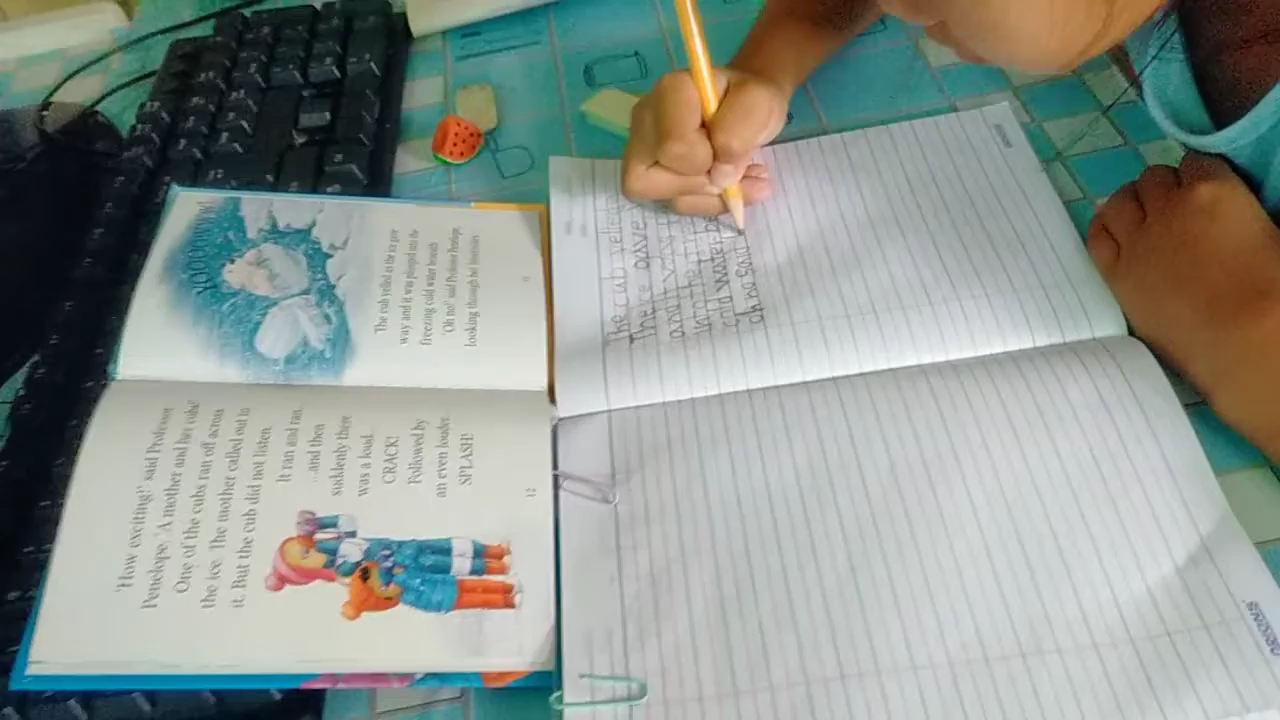 'How exciting!' said Professor
Penelope, 'A mother and her cubs!'
One of the cubs ran off across
the ice. The mother called out to
it. But the cub did not listen.
It ran and ran...
...and then
suddenly there
was a loud...
CRACK!
Followed by
an even louder...
SPLASH!
12
The cub yelled as the ice gave
way and it was plunged into the
freezing cold water beneath.
'Oh no!' said Professor Penelope,
looking through her binoculars
The cub yelled
The gave
and
into the
cold water
oh no said